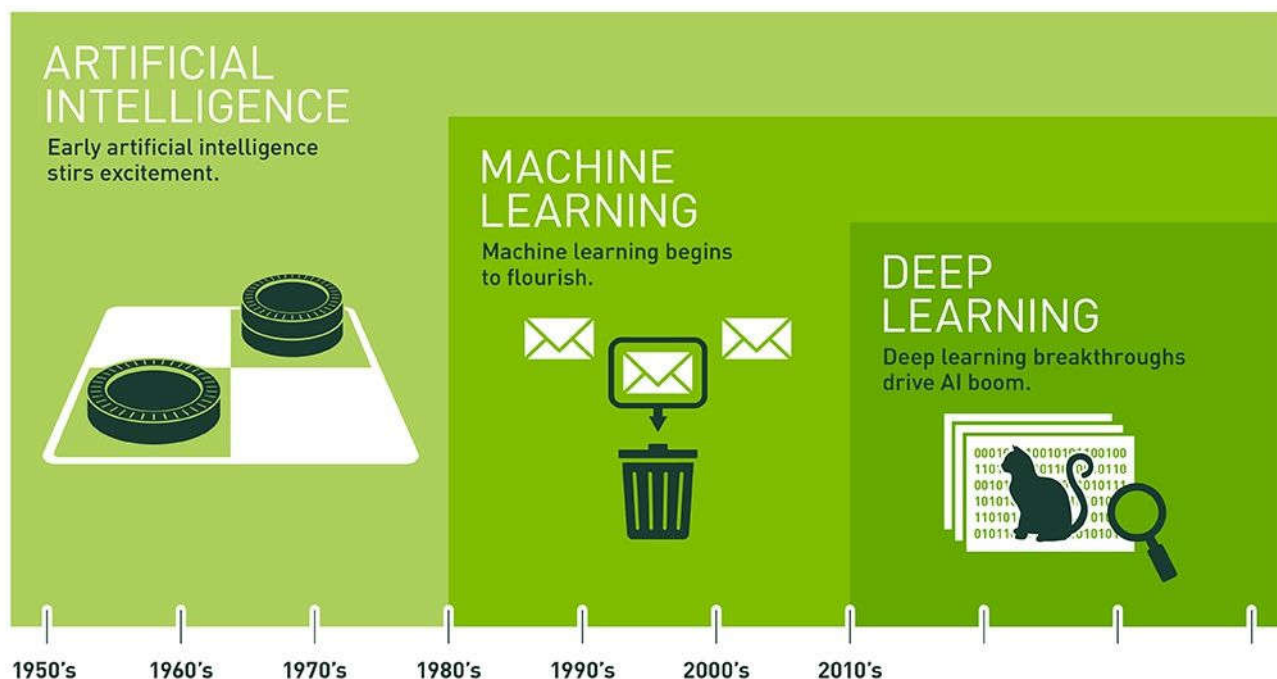 ARTIFICIAL
INTELLIGENCE
Early artificial intelligence
stirs excitement.
MACHINE
LEARNING
Machine learning begins
to flourish.
DEEP
LEARNING
Deep learning breakthroughs
drive AI boom.
1950's 1960's 1970's 1980's 1990's 2000's 2010's